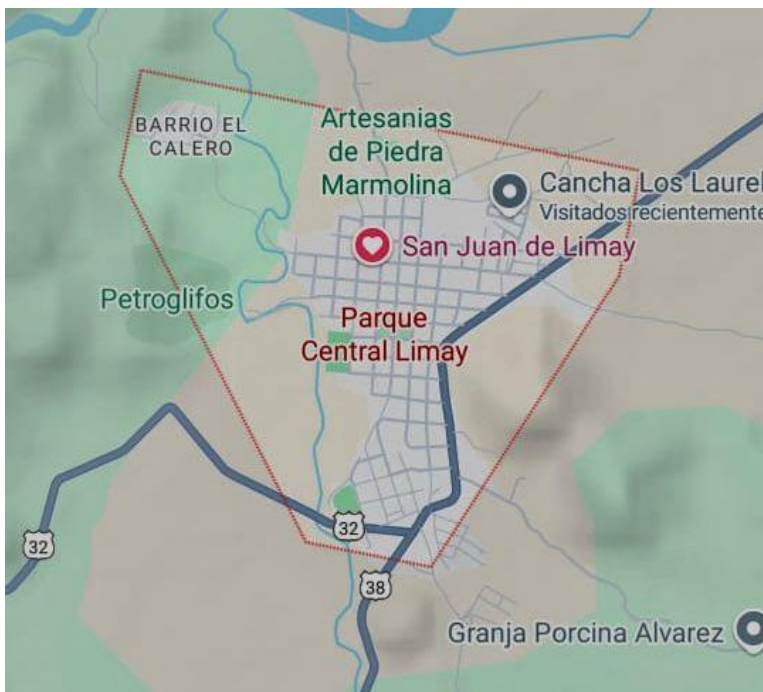 BARRIO EL
CALERO
Artesanias
de Piedra
Marmolina
Cancha Los Laurel
Visitados recientemente
San Juan de Limay
Petroglifos
Parque
Central Limay
32
32
38
Granja Porcina Alvarez